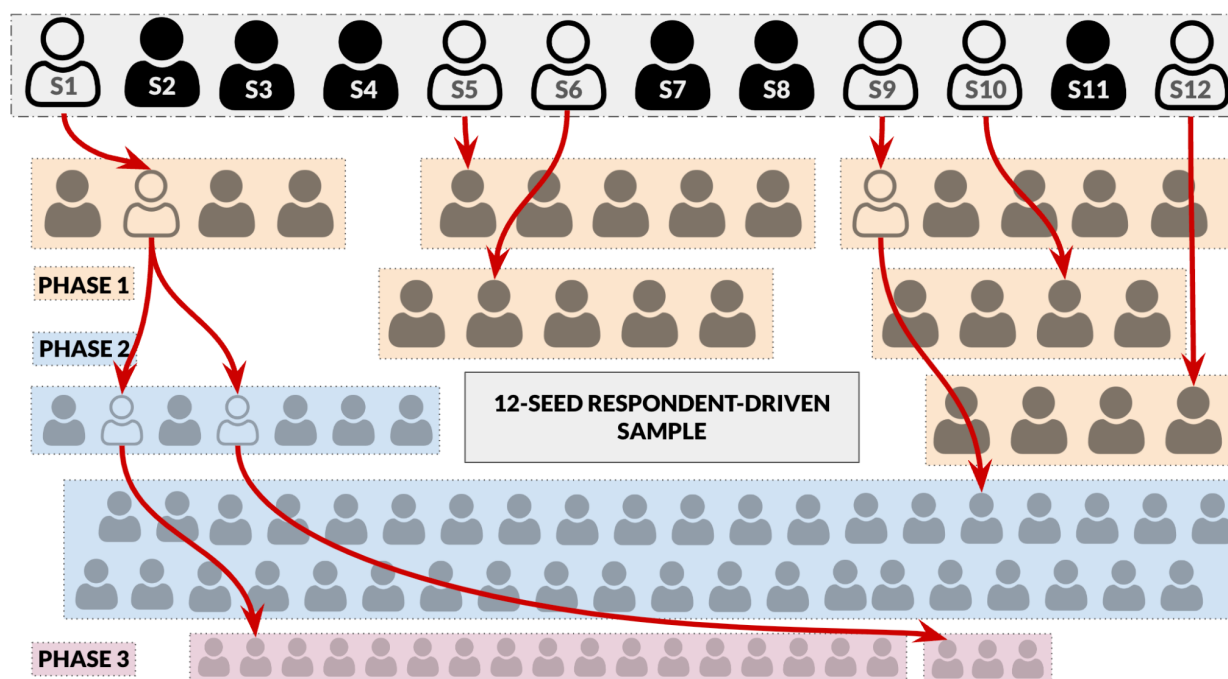 S1 S2 S3 S4 S5 S6 S7 S8 S9 S10 S11 S12
PHASE 1
PHASE 2
12-SEED RESPONDENT-DRIVEN
SAMPLE
PHASE 3